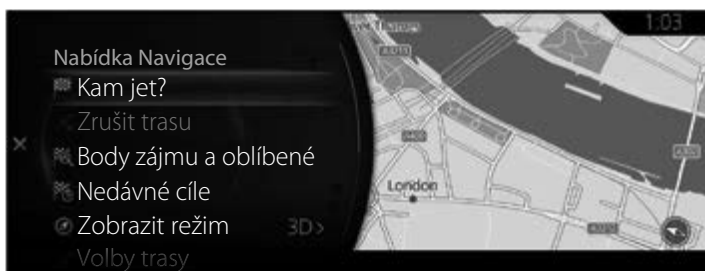 1:03
Nabídka Navigace
Kam jet?
Zrušit trasu
Body zájmu a oblíbené
Nedávné cíle
Zobrazit režim 3D
Volby trasy
London